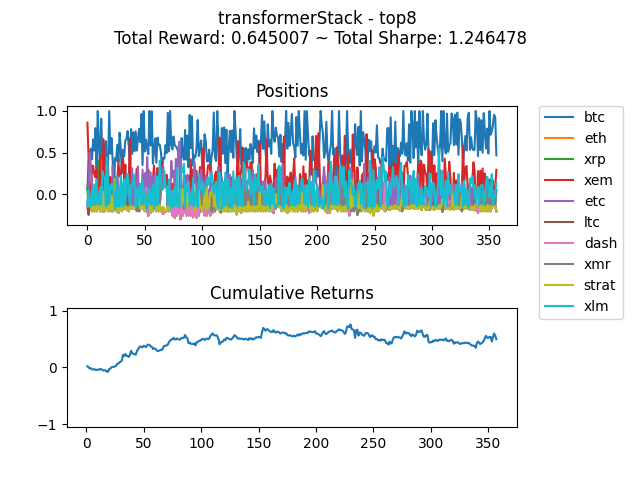 transformerStack - top8
Total Reward: 0.645007 ~ Total Sharpe: 1.246478
Positions
1.0
0.5
0.0
0
50
100
150
200
250
300
350
btc
eth
xrp
xem
etc
ltc
dash
xmr
strat
xlm
Cumulative Returns
1
0
−1
0
50
100
150
200
250
300
350